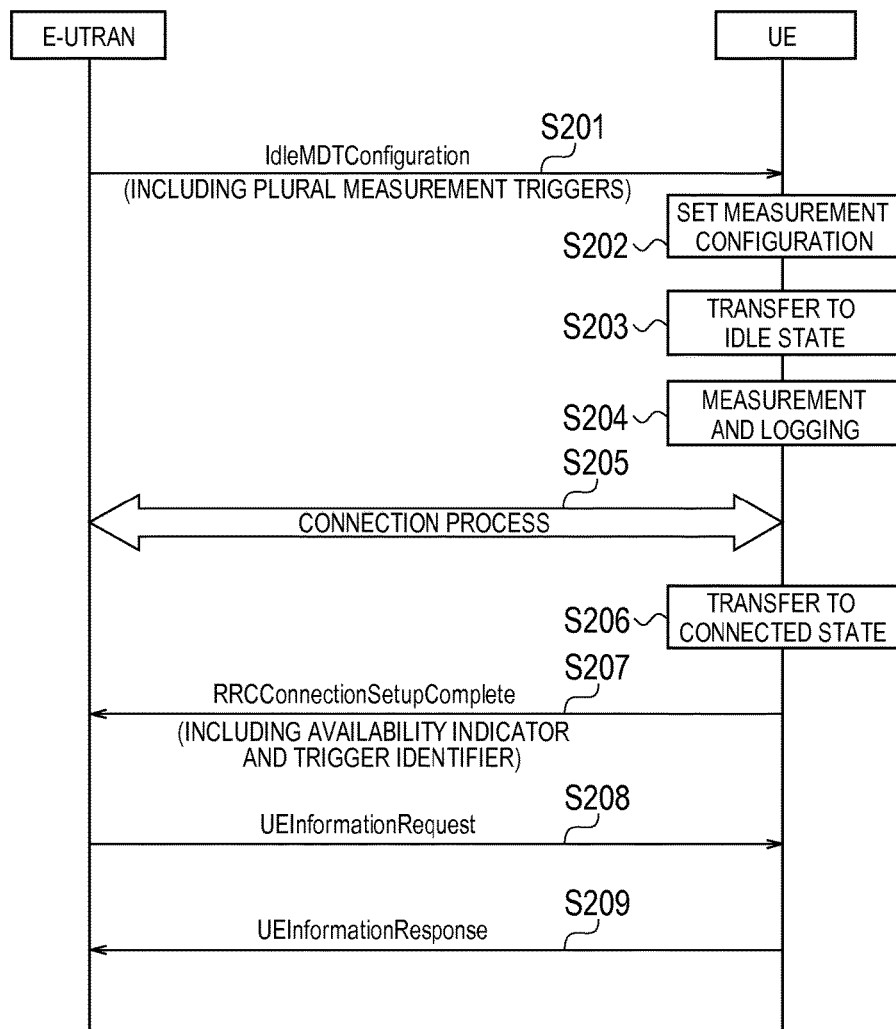 E-UTRAN
UE
S201
IdleMDTConfiguration
(INCLUDING PLURAL MEASUREMENT TRIGGERS)
S202
SET MEASUREMENT
CONFIGURATION
S203
TRANSFER TO
IDLE STATE
S204
MEASUREMENT
AND LOGGING
S205
CONNECTION PROCESS
S206
TRANSFER TO
CONNECTED STATE
S207
RRCConnectionSetupComplete
(INCLUDING AVAILABILITY INDICATOR
AND TRIGGER IDENTIFIER)
S208
UEInformationRequest
S209
UEInformationResponse